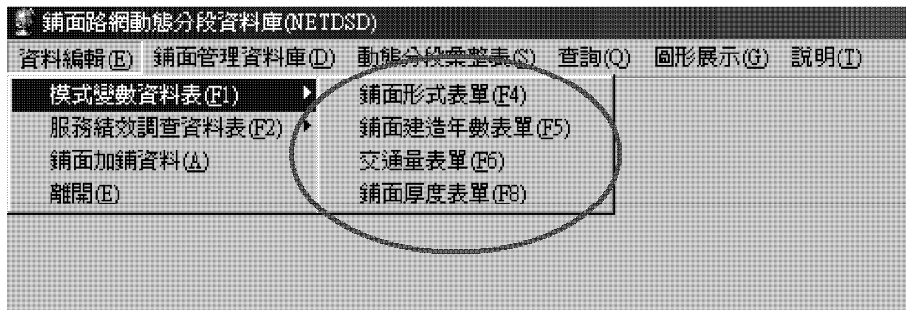 鋪面路網動態分段資料庫(NETDSD)
資料編輯(E) 鋪面管理資料庫(D) 動態分段彙整表(S) 查詢(Q) 圖形展示(G) 說明(T)
模式變數資料表(F1) 鋪面形式表單(F4)
服務績效調查資料表(F2) 鋪面建造年數表單(F5)
鋪面加鋪資料(A) 交通量表單(F6)
離開(E) 鋪面厚度表單(F8)